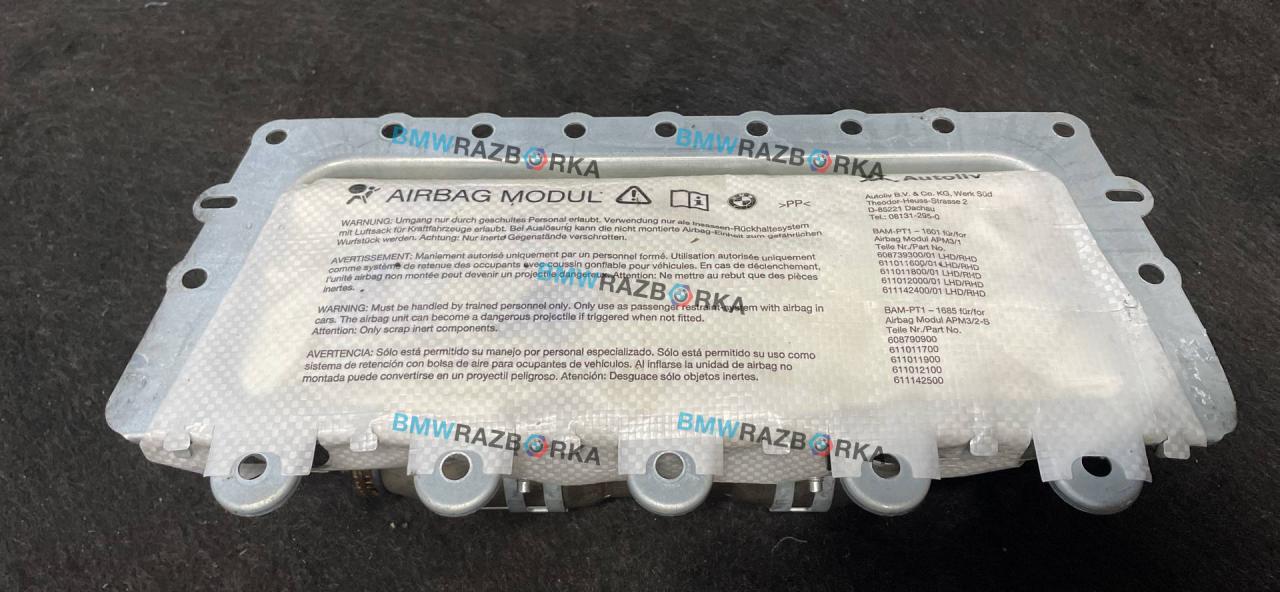 AIRBAG MODUL
>PP<
WARNUNG: Umgang nur durch geschultes Personal erlaubt. Verwendung nur als Insassen-Rückhaltesystem
mit Luftsack für Kraftfahrzeuge erlaubt. Bei Auslösung kann die nicht montierte Airbag-Einheit zum gefährlichen
Wurfstück werden. Achtung: Nur inerte Gegenstände verschrotten.
AVERTISSEMENT: Maniement autorisé uniquement par un personnel formé. Utilisation autorisée uniquement
comme système de retenue des occupants avec coussin gonflable pour véhicules. En cas de déclenchement,
l'unité airbag non montée peut devenir un projectile dangereux. Attention: Ne mettre au rebut que des pièces
inertes.
WARNING: Must be handled by trained personnel only. Only use as passenger restraint system with airbag in
cars. The airbag unit can become a dangerous projectile if triggered when not fitted.
Attention: Only scrap inert components.
AVERTENCIA: Sólo está permitido su manejo por personal especializado. Sólo está permitido su uso como
sistema de retención con bolsa de aire para ocupantes de vehículos. Al inflarse la unidad de airbag no
montada puede convertirse en un proyectil peligroso. Atención: Desguace sólo objetos inertes.
Autoliv
Autoliv B.V. & Co. KG, Werk Süd
Theodor-Heuss-Strasse 2
D-85221 Dachau
Tel.: 08131-295-0
BAM-PT1 - 1601 für/for
Airbag Modul APM3/1
Teile Nr./Part No.
608739300/01 LHD/RHD
611011600/01 LHD/RHD
611011800/01 LHD/RHD
611012000/01 LHD/RHD
611142400/01 LHD/RHD
BAM-PT1 - 1685 für/for
Airbag Modul APM3/2-S
Teile Nr./Part No.
608790900
611011700
611011900
611012100
611142500
BMWRAZBORKA
BMWRAZBORKA
BMWRAZBORKA
BMWRAZBORKA
BMWRAZBORKA